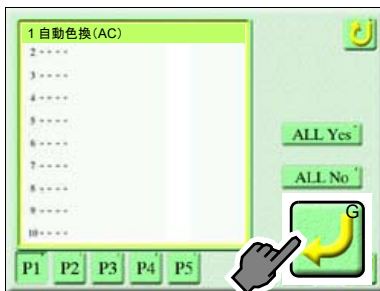 1 自動色換(AC)
2 - - - -
3 - - - -
4 - - - -
5 - - - -
6 - - - -
7 - - - -
8 - - - -
9 - - - -
10 - - - -
ALL Yes
ALL No
G
P1 P2 P3 P4 P5